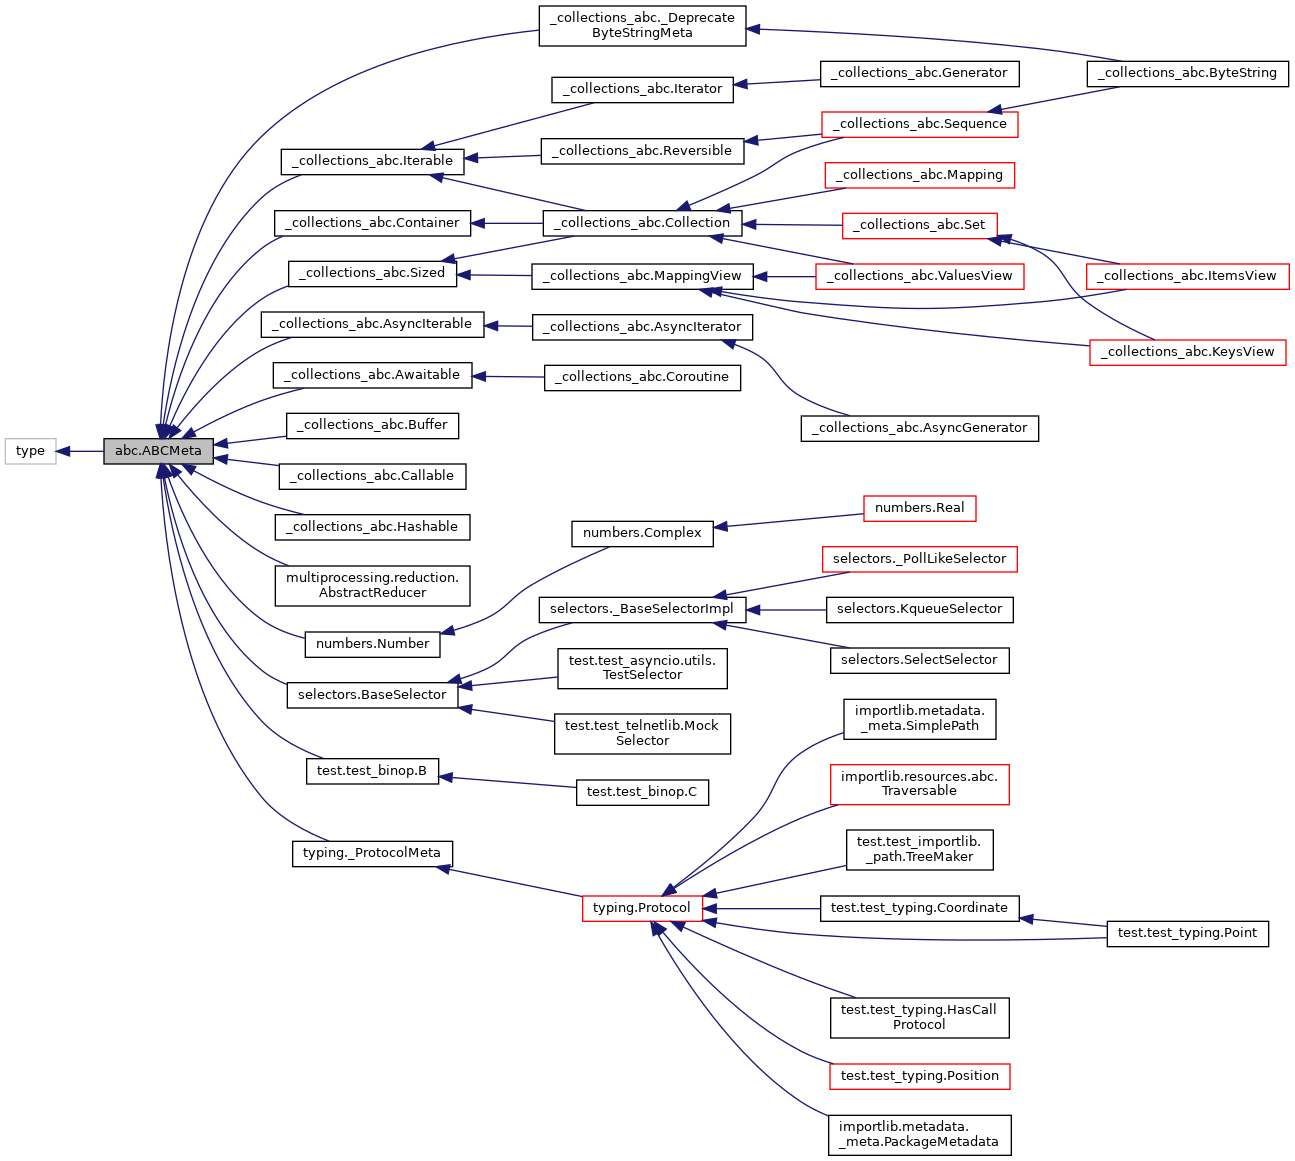 _collections_abc._Deprecate
ByteStringMeta
_collections_abc.ByteString
_collections_abc.Generator
_collections_abc.Iterator
_collections_abc.Sequence
_collections_abc.Reversible
_collections_abc.Iterable
_collections_abc.Mapping
_collections_abc.Container
_collections_abc.Collection
_collections_abc.Set
_collections_abc.Sized
_collections_abc.MappingView
_collections_abc.ValuesView
_collections_abc.ItemsView
_collections_abc.AsyncIterable
_collections_abc.AsyncIterator
_collections_abc.KeysView
_collections_abc.Awaitable
_collections_abc.Coroutine
_collections_abc.Buffer
_collections_abc.AsyncGenerator
type
abc.ABCMeta
_collections_abc.Callable
numbers.Real
_collections_abc.Hashable
numbers.Complex
selectors._PollLikeSelector
multiprocessing.reduction.
AbstractReducer
selectors._BaseSelectorImpl
selectors.KqueueSelector
numbers.Number
selectors.SelectSelector
test.test_asyncio.utils.
TestSelector
selectors.BaseSelector
importlib.metadata.
_meta.SimplePath
test.test_telnetlib.Mock
Selector
test.test_binop.B
importlib.resources.abc.
Traversable
test.test_binop.C
typing._ProtocolMeta
test.test_importlib.
_path.TreeMaker
typing.Protocol
test.test_typing.Coordinate
test.test_typing.Point
test.test_typing.HasCall
Protocol
test.test_typing.Position
importlib.metadata.
_meta.PackageMetadata